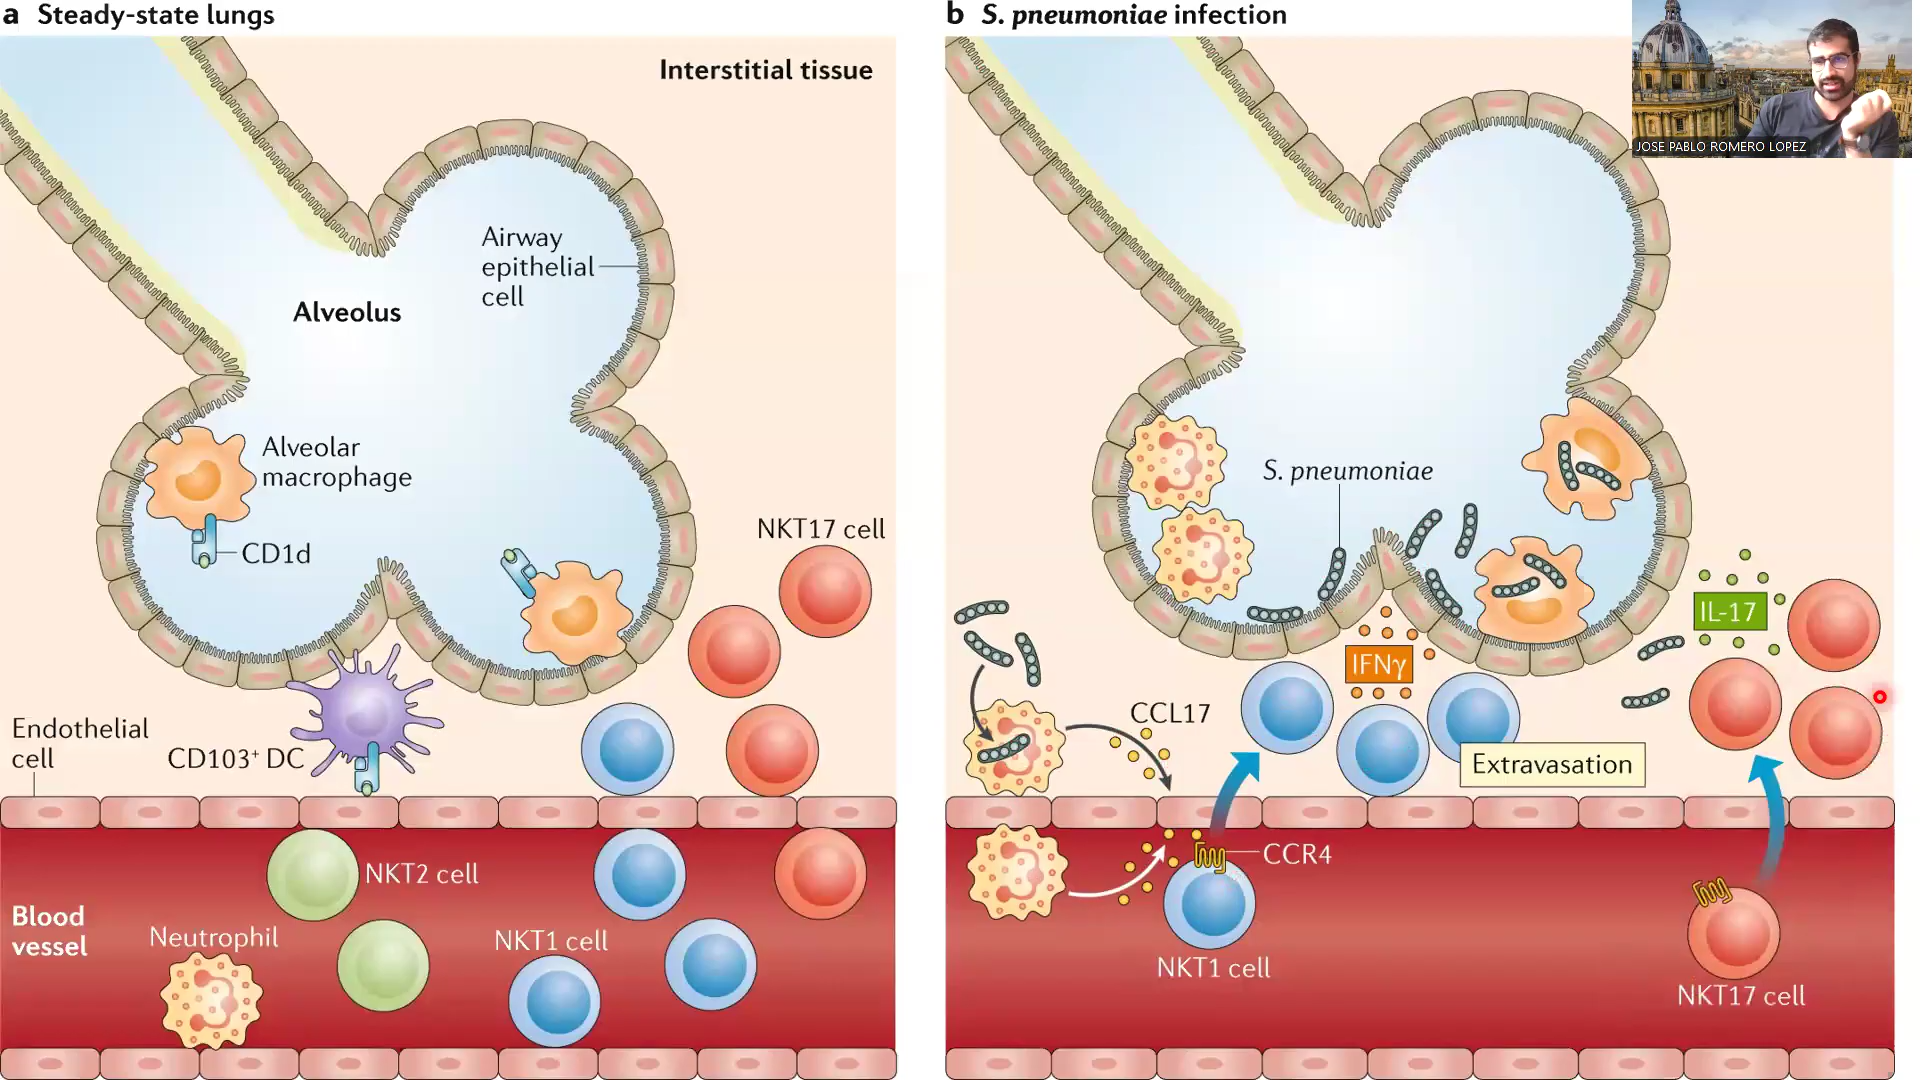 a Steady-state lungs
Interstitial tissue
Airway
epithelial
cell
Alveolus
Alveolar
macrophage
CD1d
NKT17 cell
Endothelial
cell
CD103⁺ DC
NKT2 cell
Blood
vessel
Neutrophil
NKT1 cell
b S. pneumoniae infection
JOSE PABLO ROMERO LOPEZ
S. pneumoniae
IL-17
IFNγ
CCL17
Extravasation
CCR4
NKT1 cell
NKT17 cell